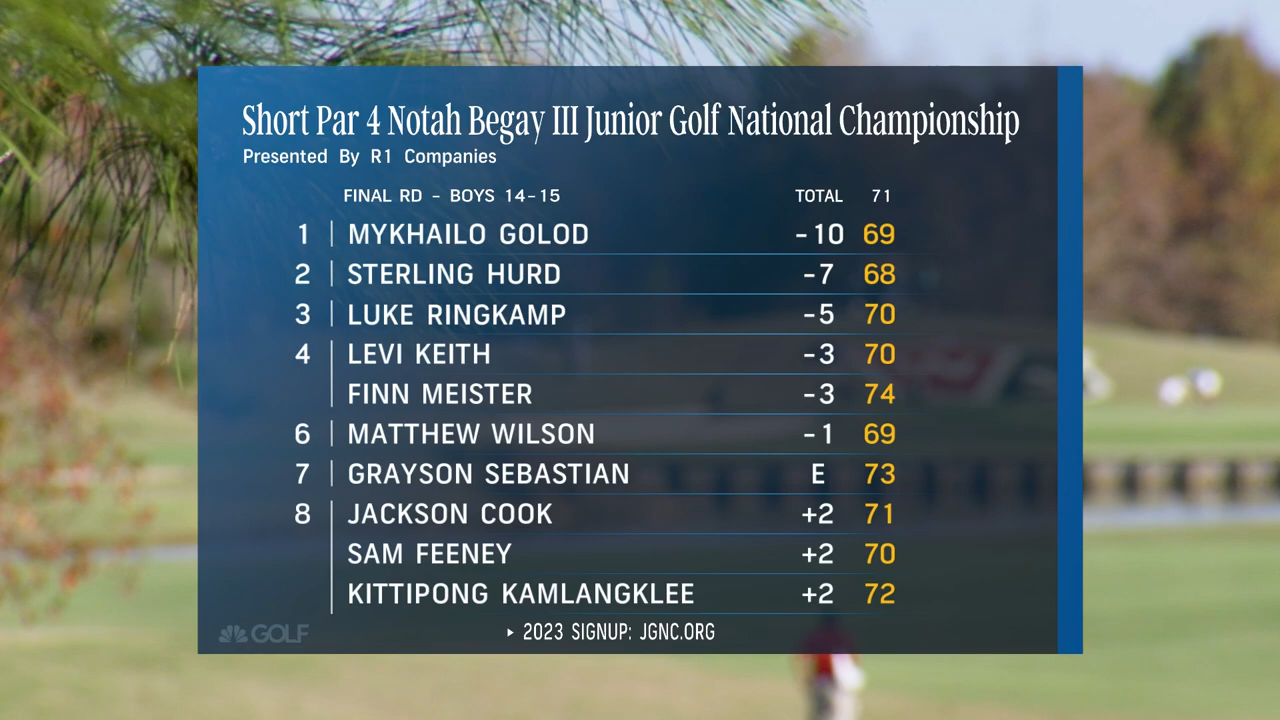 Short Par 4 Notah Begay III Junior Golf National Championship
Presented By R1 Companies
FINAL RD - BOYS 14-15 TOTAL 71
1 MYKHAILO GOLOD -10 69
2 STERLING HURD -7 68
3 LUKE RINGKAMP -5 70
4 LEVI KEITH -3 70
FINN MEISTER -3 74
6 MATTHEW WILSON -1 69
7 GRAYSON SEBASTIAN E 73
8 JACKSON COOK +2 71
SAM FEENEY +2 70
KITTIPONG KAMLANGKLEE +2 72
GOLF
▸ 2023 SIGNUP: JGNC.ORG